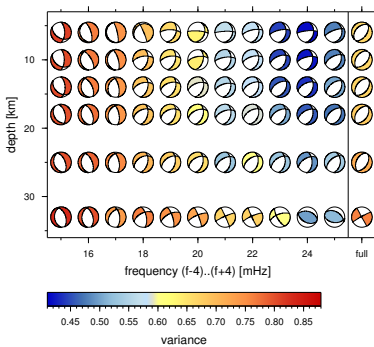 10
20
30
depth [km]
16 18 20 22 24 full
frequency (f-4)..(f+4) [mHz]
0.45 0.50 0.55 0.60 0.65 0.70 0.75 0.80 0.85
variance